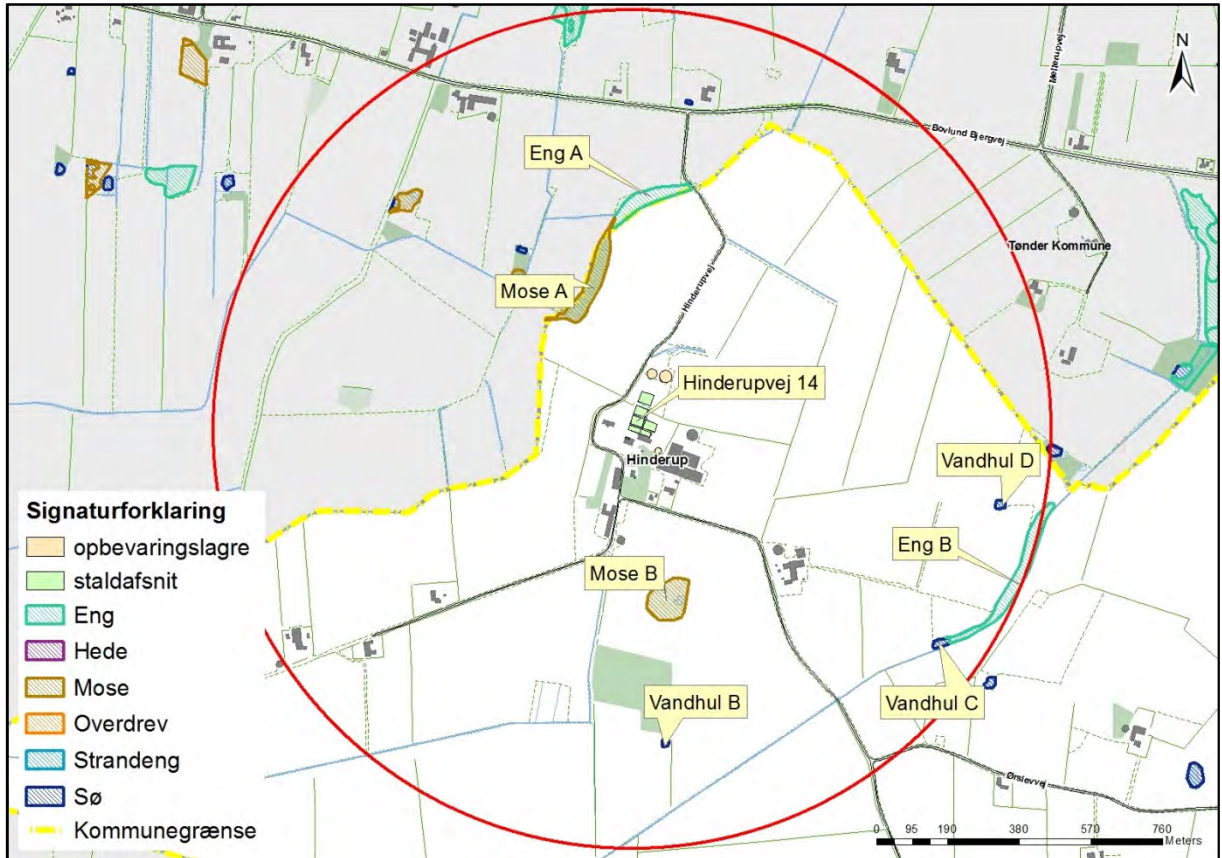 N
Metterupvej
Bovlund Bjergvej
Eng A
Tønder Kommune
Mose A
Hinderupvej
Hinderupvej 14
Hinderup
Vandhul D
Eng B
Mose B
Vandhul B
Vandhul C
Ørslevvej
Signaturforklaring
opbevaringslagre
staldafsnit
Eng
Hede
Mose
Overdrev
Strandeng
Sø
Kommunegrænse
0 95 190 380 570 760
Meters